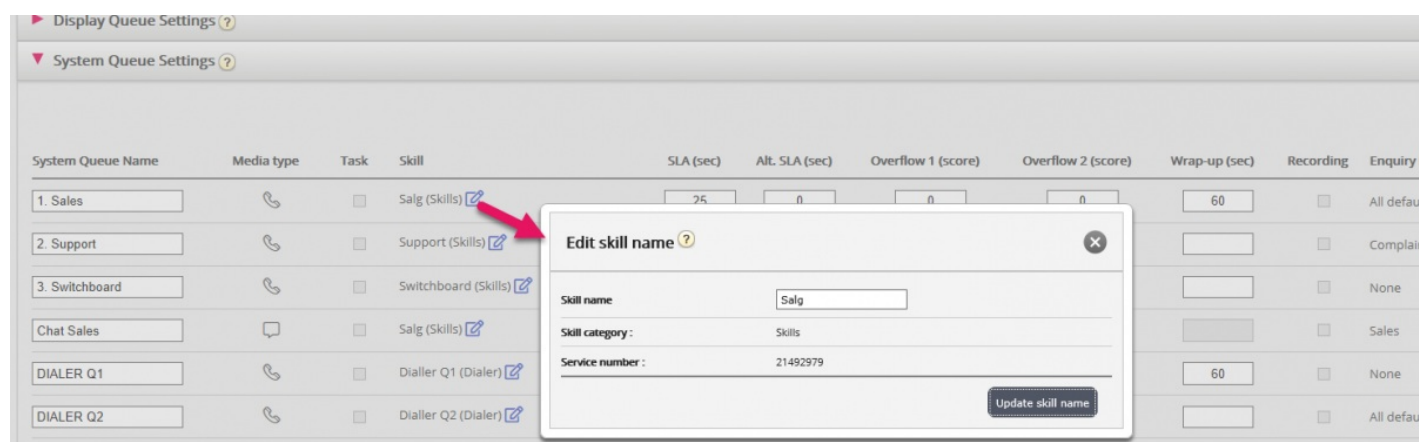 Display Queue Settings ?
System Queue Settings ?
System Queue Name Media type Task Skill SLA (sec) Alt. SLA (sec) Overflow 1 (score) Overflow 2 (score) Wrap-up (sec) Recording Enquiry
1. Sales Salg (Skills) 25 0 0 0 60 All defau
2. Support Support (Skills) Complain
3. Switchboard Switchboard (Skills) None
Chat Sales Salg (Skills) Sales
DIALER Q1 Dialler Q1 (Dialer) 60 None
DIALER Q2 Dialler Q2 (Dialer) All defau
Edit skill name ?
Skill name Salg
Skill category : Skills
Service number : 21492979
Update skill name